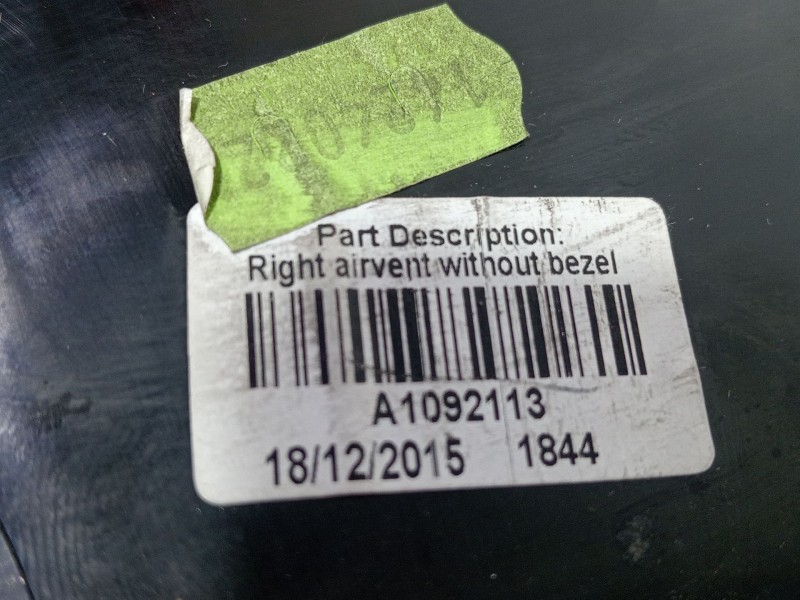 Part Description:
Right airvent without bezel
A1092113
18/12/2015 1844